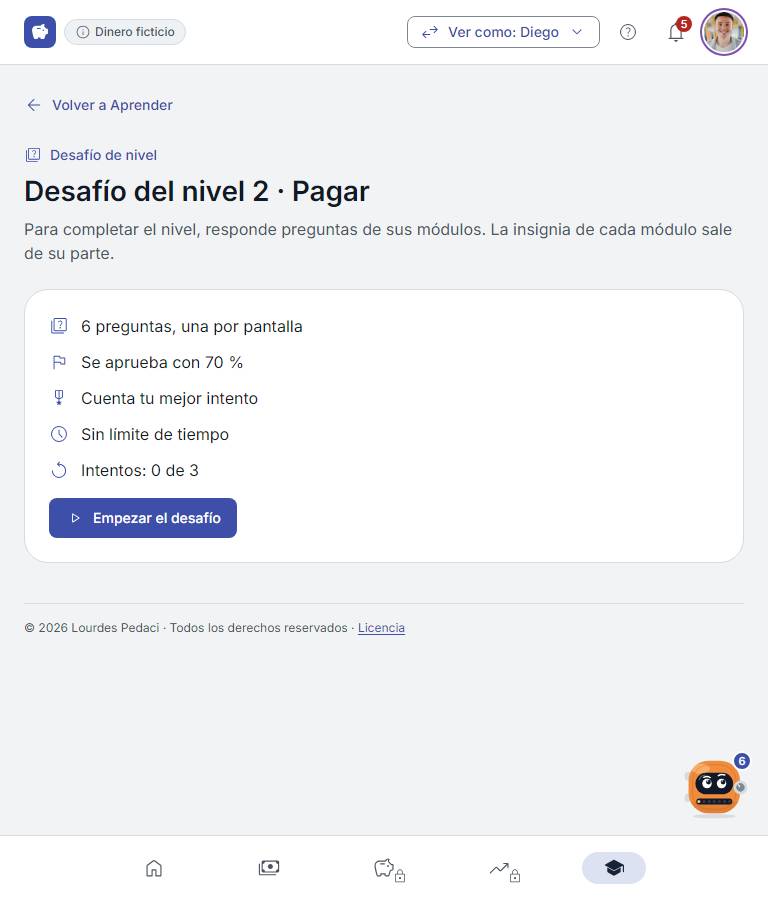 Dinero ficticio
Ver como: Diego
5
Volver a Aprender
Desafío de nivel
Desafío del nivel 2 · Pagar
Para completar el nivel, responde preguntas de sus módulos. La insignia de cada módulo sale
de su parte.
6 preguntas, una por pantalla
Se aprueba con 70 %
Cuenta tu mejor intento
Sin límite de tiempo
Intentos: 0 de 3
Empezar el desafío
© 2026 Lourdes Pedaci · Todos los derechos reservados · Licencia
6